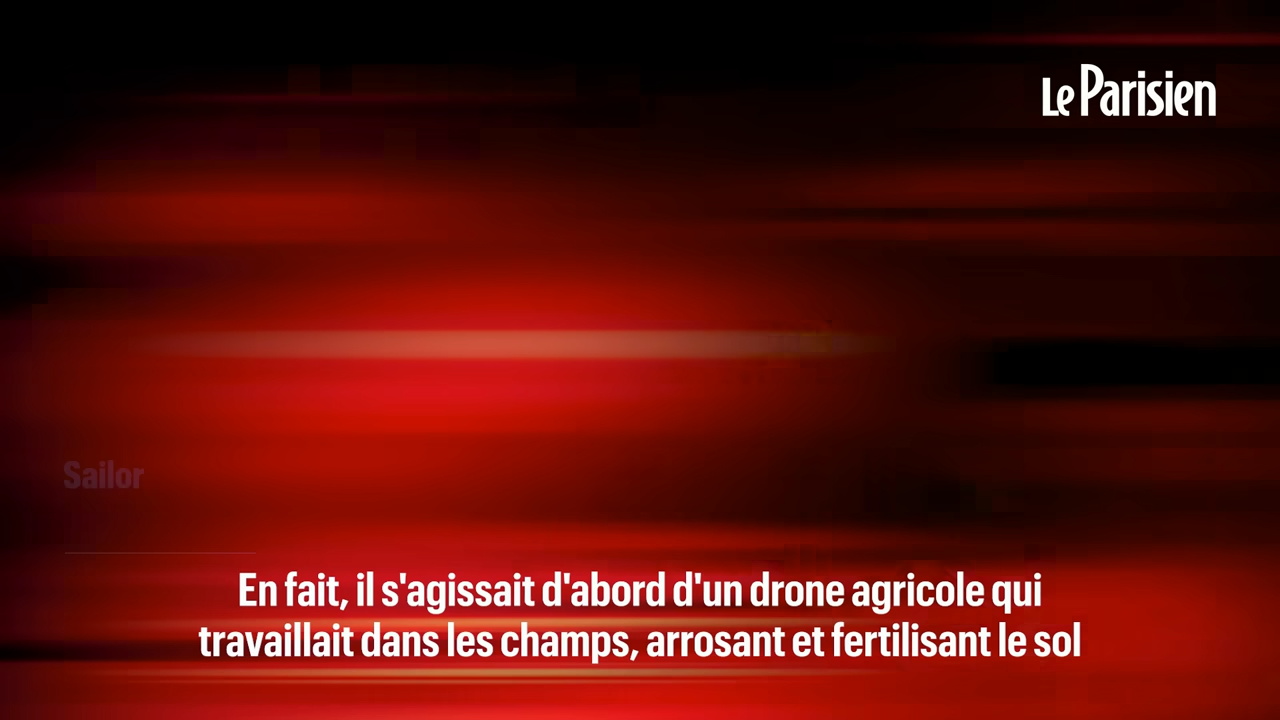 Le Parisien
Sailor
En fait, il s'agissait d'abord d'un drone agricole qui
travaillait dans les champs, arrosant et fertilisant le sol